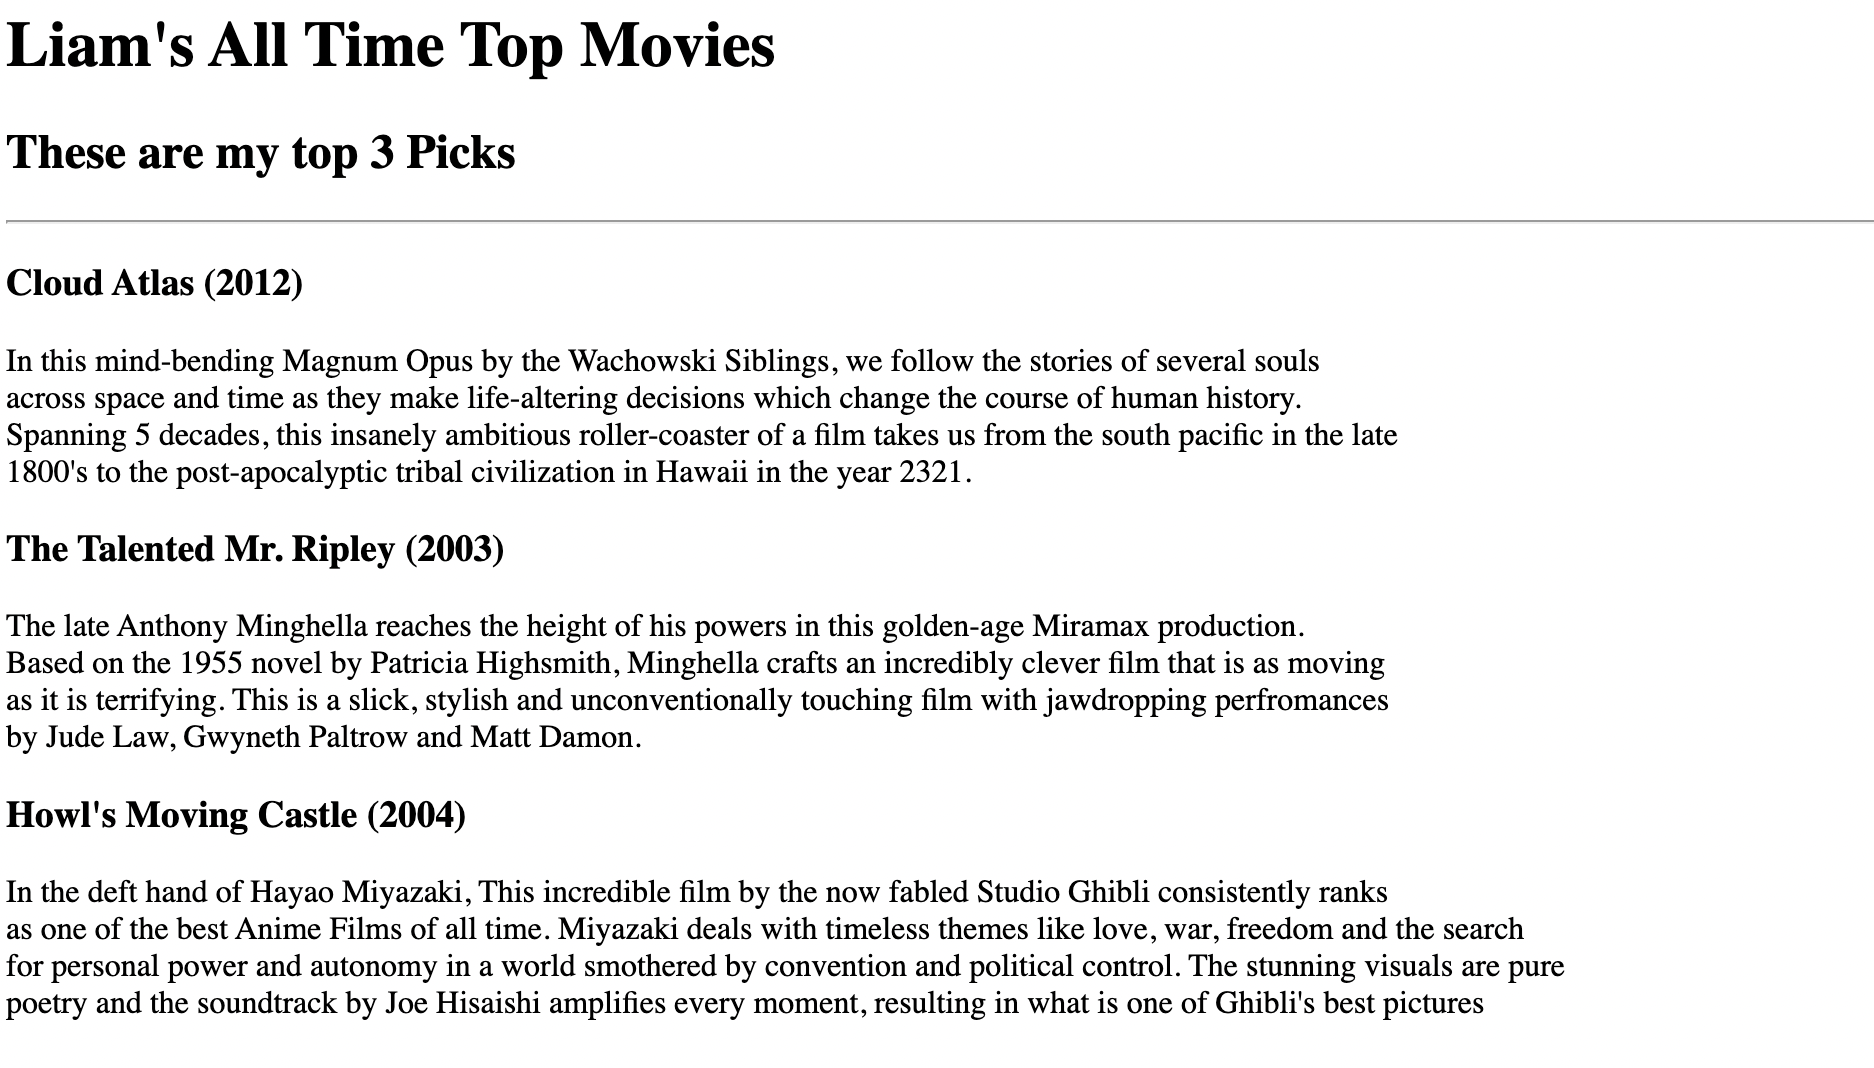 Liam's All Time Top Movies
These are my top 3 Picks
Cloud Atlas (2012)
In this mind-bending Magnum Opus by the Wachowski Siblings, we follow the stories of several souls
across space and time as they make life-altering decisions which change the course of human history.
Spanning 5 decades, this insanely ambitious roller-coaster of a film takes us from the south pacific in the late
1800's to the post-apocalyptic tribal civilization in Hawaii in the year 2321.
The Talented Mr. Ripley (2003)
The late Anthony Minghella reaches the height of his powers in this golden-age Miramax production.
Based on the 1955 novel by Patricia Highsmith, Minghella crafts an incredibly clever film that is as moving
as it is terrifying. This is a slick, stylish and unconventionally touching film with jawdropping perfromances
by Jude Law, Gwyneth Paltrow and Matt Damon.
Howl's Moving Castle (2004)
In the deft hand of Hayao Miyazaki, This incredible film by the now fabled Studio Ghibli consistently ranks
as one of the best Anime Films of all time. Miyazaki deals with timeless themes like love, war, freedom and the search
for personal power and autonomy in a world smothered by convention and political control. The stunning visuals are pure
poetry and the soundtrack by Joe Hisaishi amplifies every moment, resulting in what is one of Ghibli's best pictures